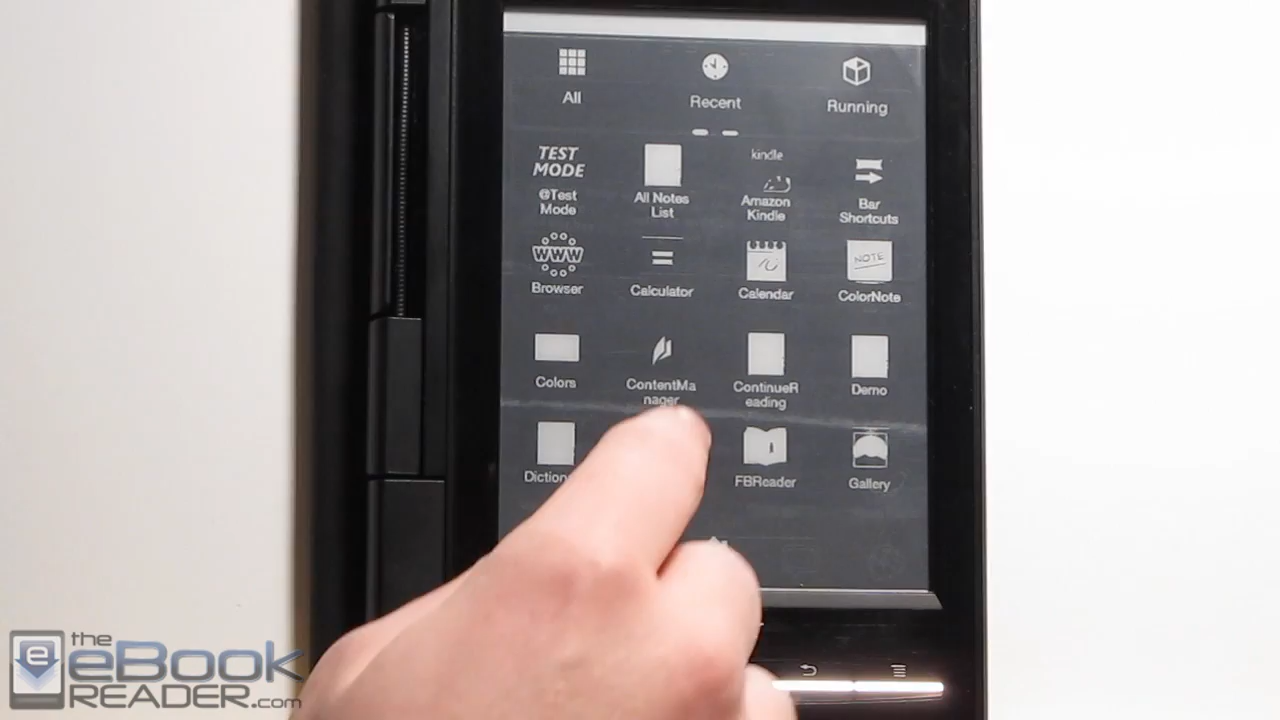 All
Recent
Running
TEST
MODE
@Test
Mode
All Notes
List
kindle
Amazon
Kindle
Bar
Shortcuts
WWW
Browser
Calculator
Calendar
NOTE
ColorNote
Colors
ContentMa
nager
ContinueR
eading
Demo
Diction
FBReader
Gallery
the
e
eBook
READER.com